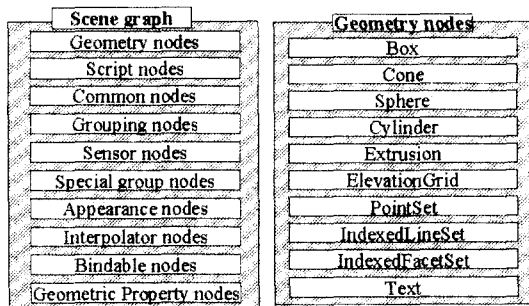 Scene graph
Geometry nodes
Script nodes
Common nodes
Grouping nodes
Sensor nodes
Special group nodes
Appearance nodes
Interpolator nodes
Bindable nodes
Geometric Property nodes
Geometry nodes
Box
Cone
Sphere
Cylinder
Extrusion
ElevationGrid
PointSet
IndexedLineSet
IndexedFacetSet
Text